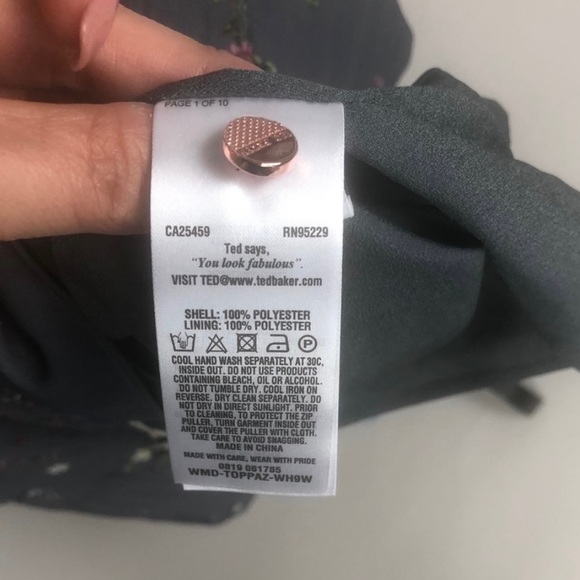 PAGE 1 OF 10
CA25459 RN95229
Ted says,
"You look fabulous".
VISIT TED@www.tedbaker.com
SHELL: 100% POLYESTER
LINING: 100% POLYESTER
P
COOL HAND WASH SEPARATELY AT 30C,
INSIDE OUT. DO NOT USE PRODUCTS
CONTAINING BLEACH, OIL OR ALCOHOL.
DO NOT TUMBLE DRY. COOL IRON ON
REVERSE. DRY CLEAN SEPARATELY. DO
NOT DRY IN DIRECT SUNLIGHT. PRIOR
TO CLEANING, TO PROTECT THE ZIP
PULLER, TURN GARMENT INSIDE OUT
AND COVER THE PULLER WITH CLOTH.
TAKE CARE TO AVOID SNAGGING.
MADE IN CHINA
MADE WITH CARE, WEAR WITH PRIDE
0819 081785
WMD-TOPPAZ-WH9W